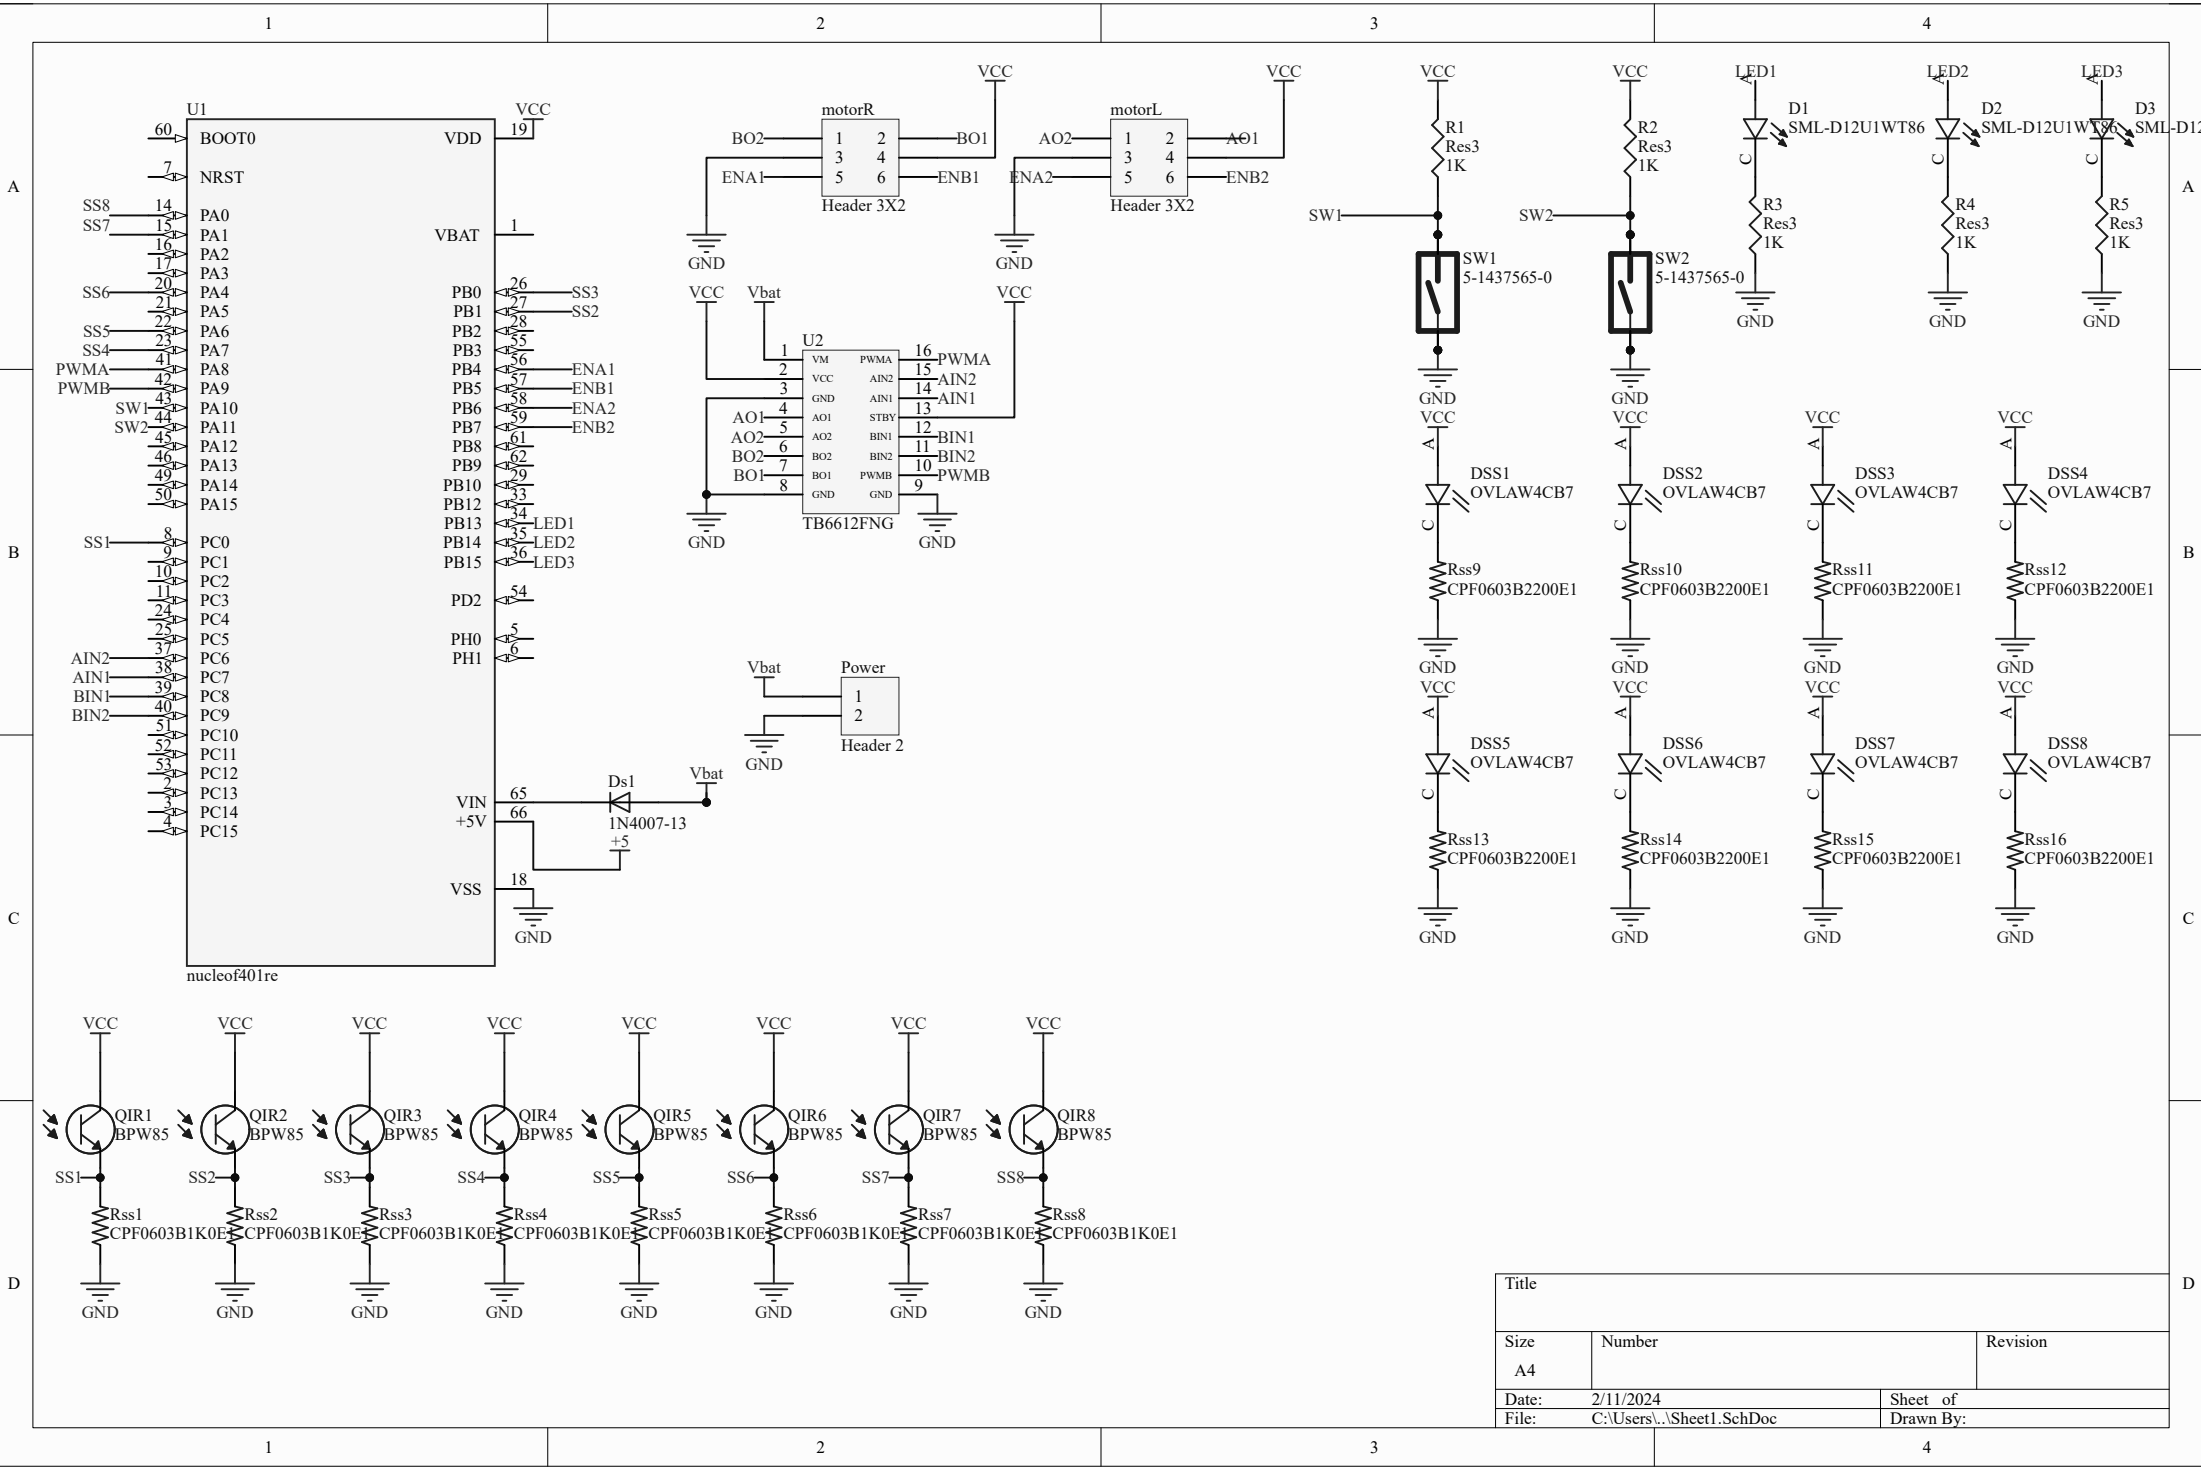 1 2 3 4
A
B
C
D
A
B
C
D
U1
60 BOOT0
7 NRST
SS8 14 PA0
SS7 15 PA1
16 PA2
17 PA3
SS6 20 PA4
21 PA5
SS5 22 PA6
SS4 23 PA7
PWMA 41 PA8
PWMB 42 PA9
SW1 43 PA10
SW2 44 PA11
45 PA12
46 PA13
49 PA14
50 PA15
SS1 8 PC0
9 PC1
10 PC2
11 PC3
24 PC4
25 PC5
AIN2 37 PC6
AIN1 38 PC7
BIN1 39 PC8
BIN2 40 PC9
51 PC10
52 PC11
53 PC12
2 PC13
3 PC14
4 PC15
VCC
VDD 19
VBAT 1
PB0 26 SS3
PB1 27 SS2
PB2 28
PB3 55
PB4 56 ENA1
PB5 57 ENB1
PB6 58 ENA2
PB7 59 ENB2
PB8 61
PB9 62
PB10 29
PB12 33
PB13 34 LED1
PB14 35 LED2
PB15 36 LED3
PD2 54
PH0 5
PH1 6
VIN 65
+5V 66
VSS 18
GND
nucleof401re
Ds1
1N4007-13
Vbat
+5
VCC
motorR
BO2 1 2 BO1
3 4
ENA1 5 6 ENB1
Header 3X2
GND
VCC
motorL
AO2 1 2 AO1
3 4
ENA2 5 6 ENB2
Header 3X2
GND
VCC Vbat VCC
U2
1 VM PWMA 16 PWMA
2 VCC AIN2 15 AIN2
3 GND AIN1 14 AIN1
AO1 4 AO1 STBY 13
AO2 5 AO2 BIN1 12 BIN1
BO2 6 BO2 BIN2 11 BIN2
BO1 7 BO1 PWMB 10 PWMB
8 GND GND 9
TB6612FNG
GND GND
Vbat
Power
1
2
Header 2
GND
VCC
R1
Res3
1K
SW1
SW1
5-1437565-0
GND
VCC
R2
Res3
1K
SW2
SW2
5-1437565-0
GND
LED1
A
D1
SML-D12U1WT86
C
R3
Res3
1K
GND
LED2
A
D2
SML-D12U1WT86
C
R4
Res3
1K
GND
LED3
A
D3
SML-D12
C
R5
Res3
1K
GND
VCC VCC VCC VCC
A A A A
DSS1 DSS2 DSS3 DSS4
OVLAW4CB7 OVLAW4CB7 OVLAW4CB7 OVLAW4CB7
C C C C
Rss9 Rss10 Rss11 Rss12
CPF0603B2200E1 CPF0603B2200E1 CPF0603B2200E1 CPF0603B2200E1
GND GND GND GND
VCC VCC VCC VCC
A A A A
DSS5 DSS6 DSS7 DSS8
OVLAW4CB7 OVLAW4CB7 OVLAW4CB7 OVLAW4CB7
C C C C
Rss13 Rss14 Rss15 Rss16
CPF0603B2200E1 CPF0603B2200E1 CPF0603B2200E1 CPF0603B2200E1
GND GND GND GND
VCC VCC VCC VCC VCC VCC VCC VCC
QIR1 QIR2 QIR3 QIR4 QIR5 QIR6 QIR7 QIR8
BPW85 BPW85 BPW85 BPW85 BPW85 BPW85 BPW85 BPW85
SS1 SS2 SS3 SS4 SS5 SS6 SS7 SS8
Rss1 Rss2 Rss3 Rss4 Rss5 Rss6 Rss7 Rss8
CPF0603B1K0E1 CPF0603B1K0E1 CPF0603B1K0E1 CPF0603B1K0E1 CPF0603B1K0E1 CPF0603B1K0E1 CPF0603B1K0E1 CPF0603B1K0E1
GND GND GND GND GND GND GND GND
Title
Size Number Revision
A4
Date: 2/11/2024 Sheet of
File: C:\Users\..\Sheet1.SchDoc Drawn By:
1 2 3 4